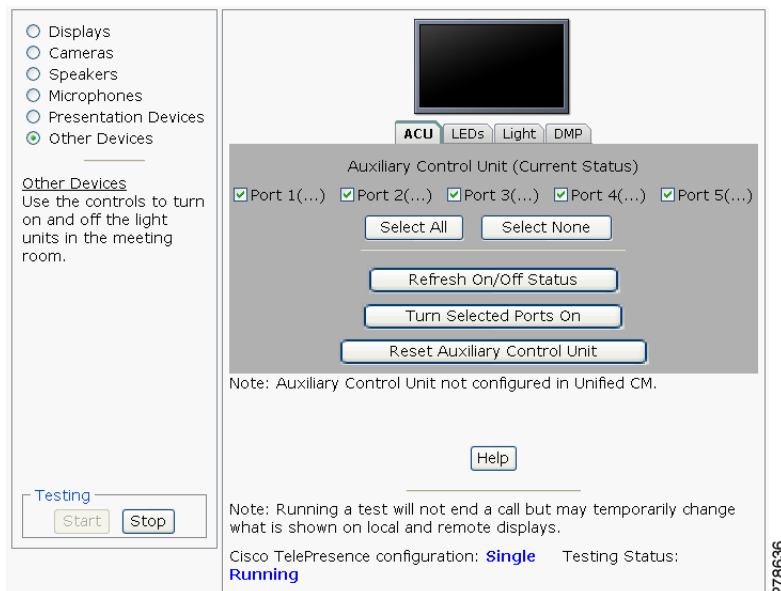 Displays
Cameras
Speakers
Microphones
Presentation Devices
Other Devices
Other Devices
Use the controls to turn
on and off the light
units in the meeting
room.
Testing
Start Stop
ACU LEDs Light DMP
Auxiliary Control Unit (Current Status)
Port 1(...) Port 2(...) Port 3(...) Port 4(...) Port 5(...)
Select All Select None
Refresh On/Off Status
Turn Selected Ports On
Reset Auxiliary Control Unit
Note: Auxiliary Control Unit not configured in Unified CM.
Help
Note: Running a test will not end a call but may temporarily change
what is shown on local and remote displays.
Cisco TelePresence configuration: Single Testing Status:
Running
278636